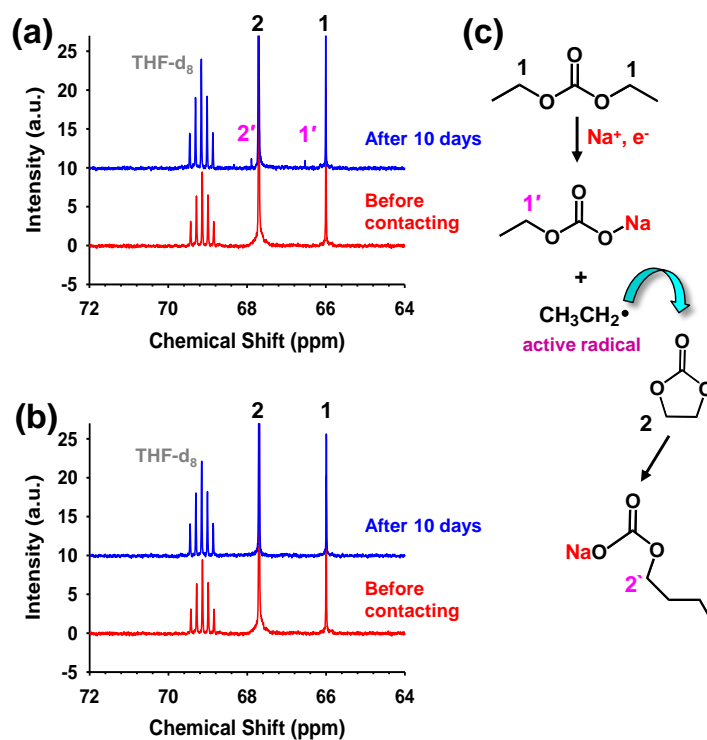 (a)
2
1
THF-d8
2′
1′
After 10 days
Before
contacting
Intensity (a.u.)
25
20
15
10
5
0
-5
72
70
68
66
64
Chemical Shift (ppm)
(b)
2
1
THF-d8
After 10 days
Before
contacting
Intensity (a.u.)
25
20
15
10
5
0
-5
72
70
68
66
64
Chemical Shift (ppm)
(c)
1 O 1
O O
Na⁺, e⁻
1′ O
O O Na
+
CH₃CH₂•
active radical
O
O O
2
O
NaO O
2`